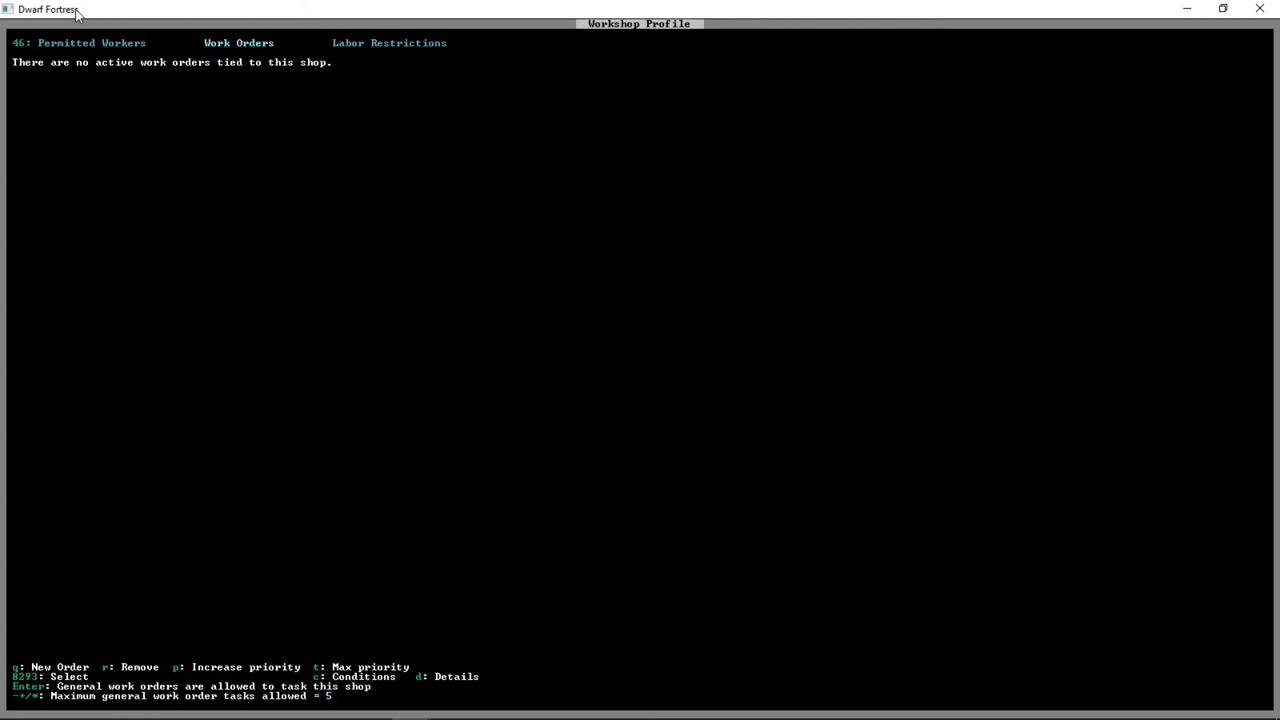 Dwarf Fortress
Workshop Profile
46: Permitted Workers Work Orders Labor Restrictions
There are no active work orders tied to this shop.
q: New Order r: Remove p: Increase priority t: Max priority
8293: Select c: Conditions d: Details
Enter: General work orders are allowed to task this shop
-+/*: Maximum general work order tasks allowed = 5